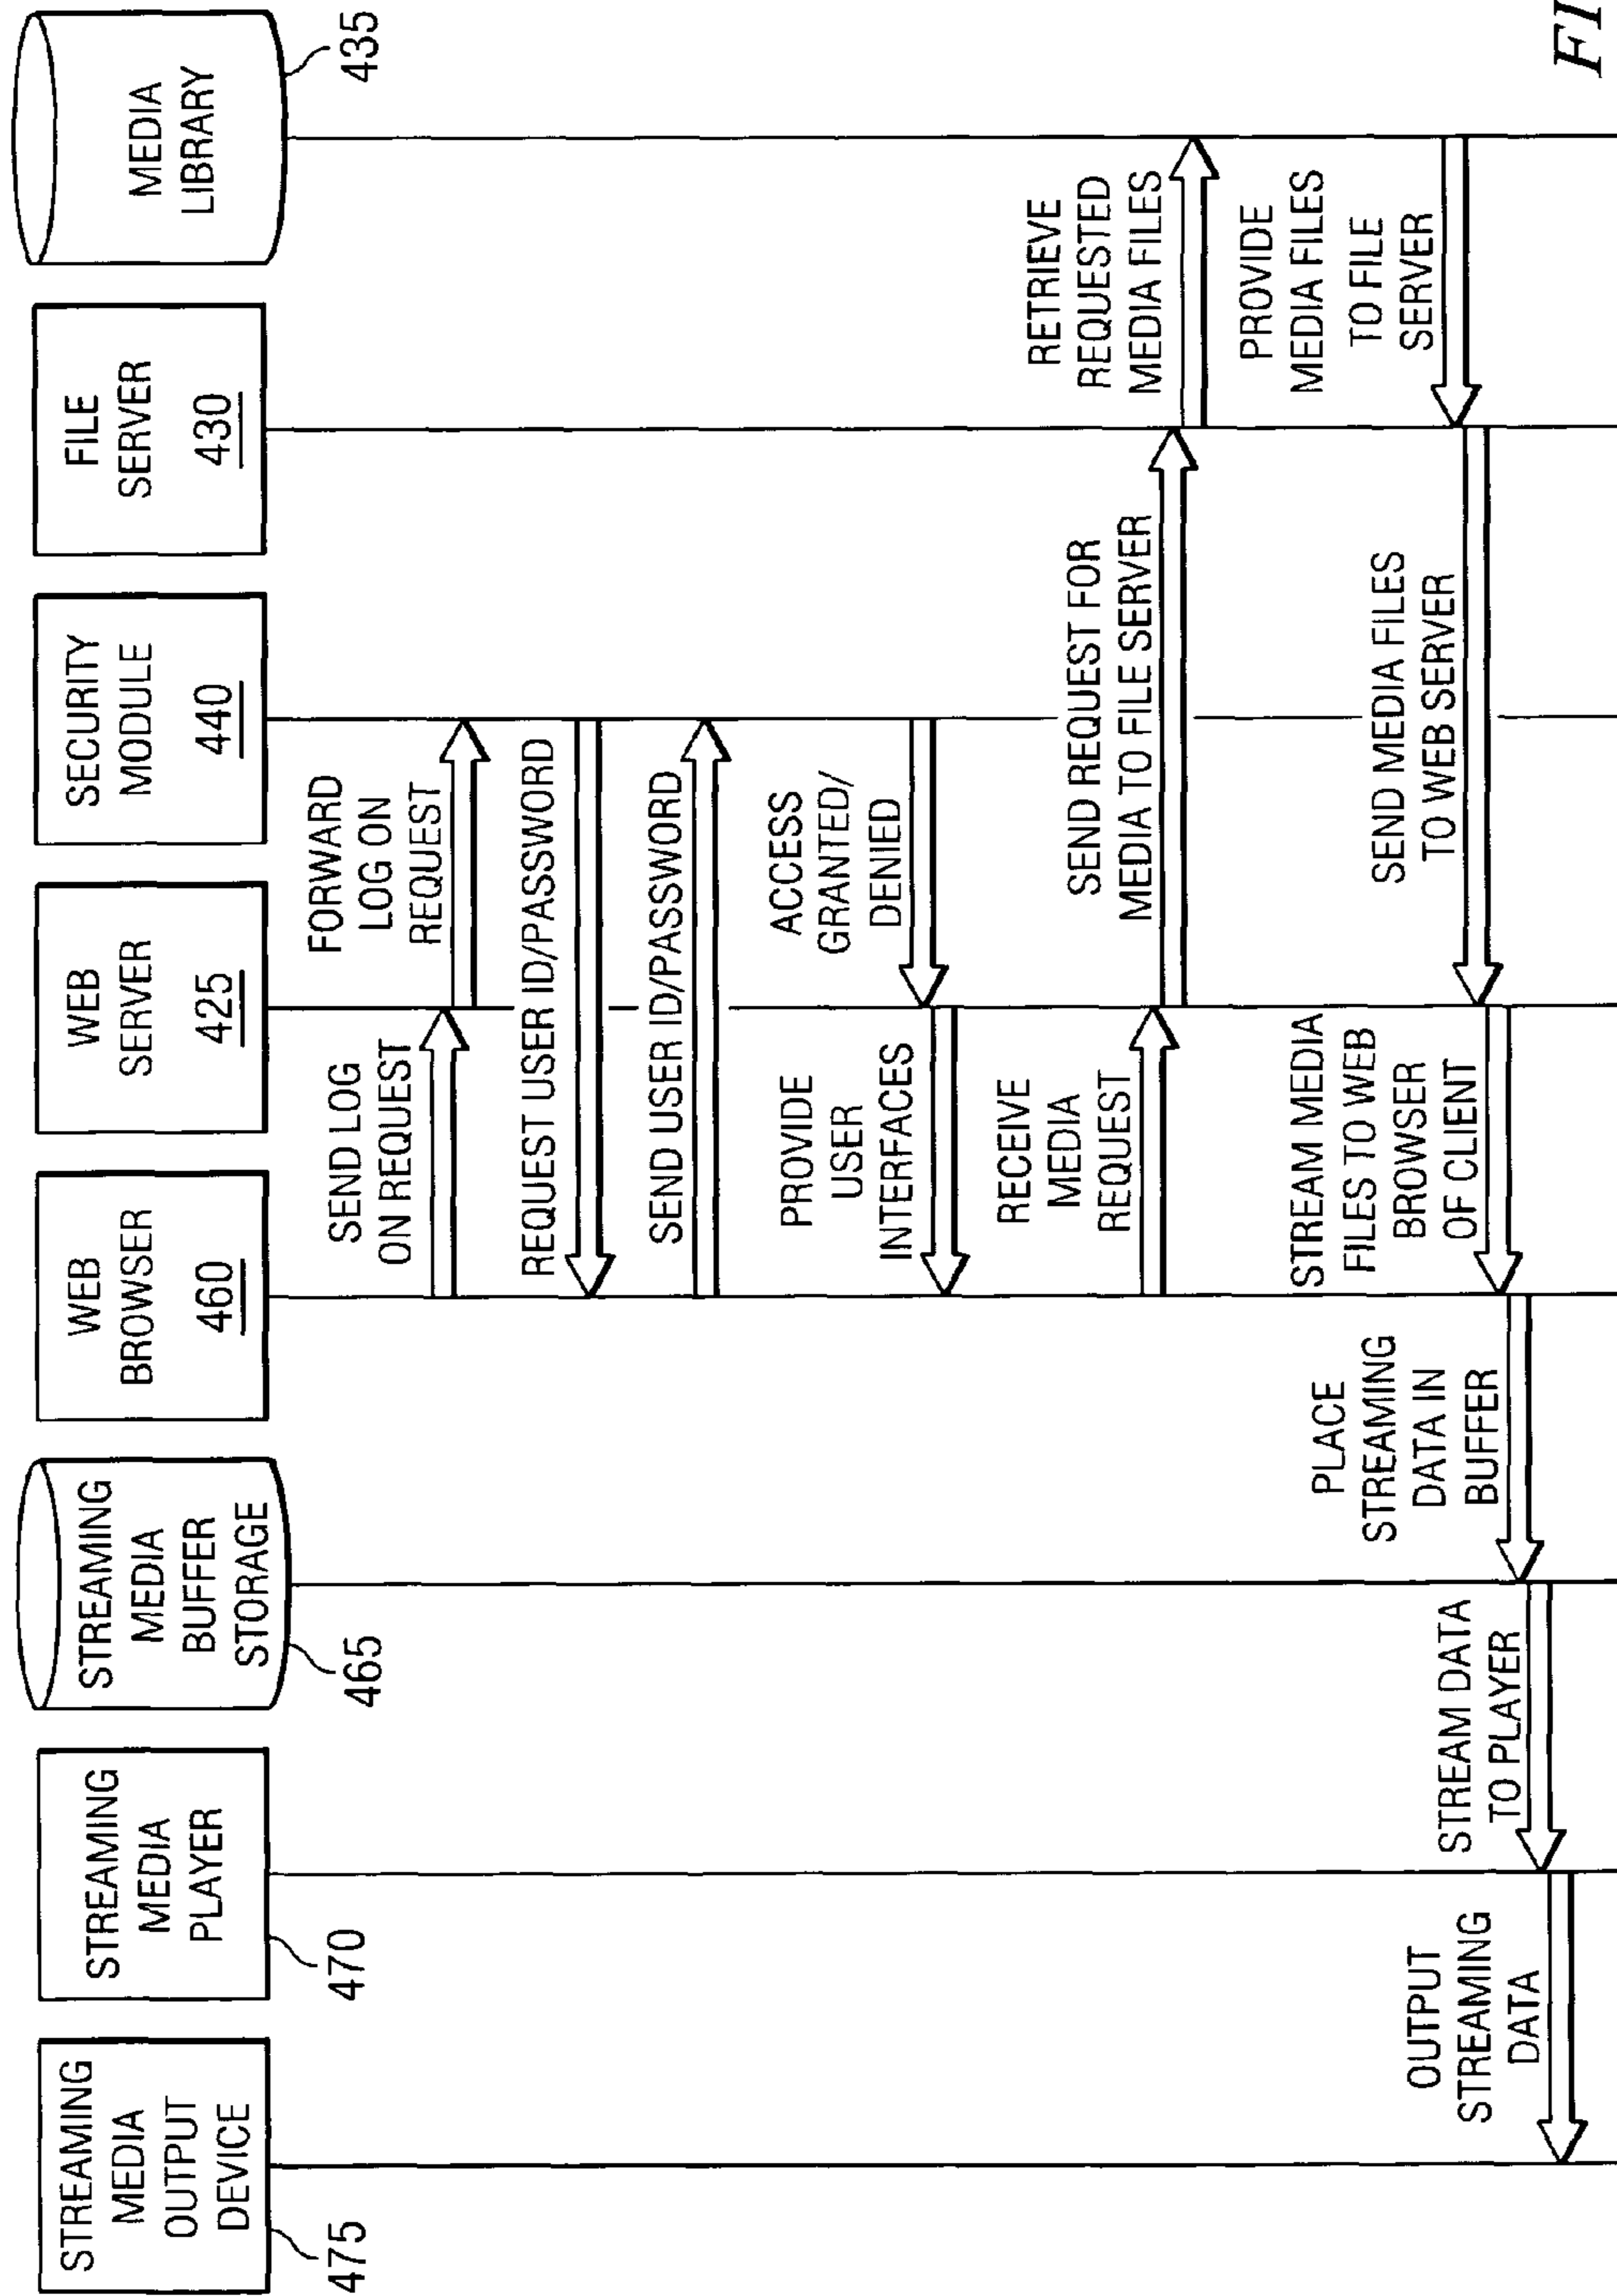 STREAMING
MEDIA
OUTPUT
DEVICE
475
STREAMING
MEDIA
PLAYER
470
STREAMING
MEDIA
BUFFER
STORAGE
465
WEB
BROWSER
460
WEB
SERVER
425
SECURITY
MODULE
440
FILE
SERVER
430
MEDIA
LIBRARY
435
SEND LOG
ON REQUEST
FORWARD
LOG ON
REQUEST
REQUEST USER ID/PASSWORD
SEND USER ID/PASSWORD
ACCESS
GRANTED/
DENIED
PROVIDE
USER
INTERFACES
RECEIVE
MEDIA
REQUEST
SEND REQUEST FOR
MEDIA TO FILE SERVER
RETRIEVE
REQUESTED
MEDIA FILES
PROVIDE
MEDIA FILES
TO FILE
SERVER
SEND MEDIA FILES
TO WEB SERVER
STREAM MEDIA
FILES TO WEB
BROWSER
OF CLIENT
PLACE
STREAMING
DATA IN
BUFFER
STREAM DATA
TO PLAYER
OUTPUT
STREAMING
DATA
FI